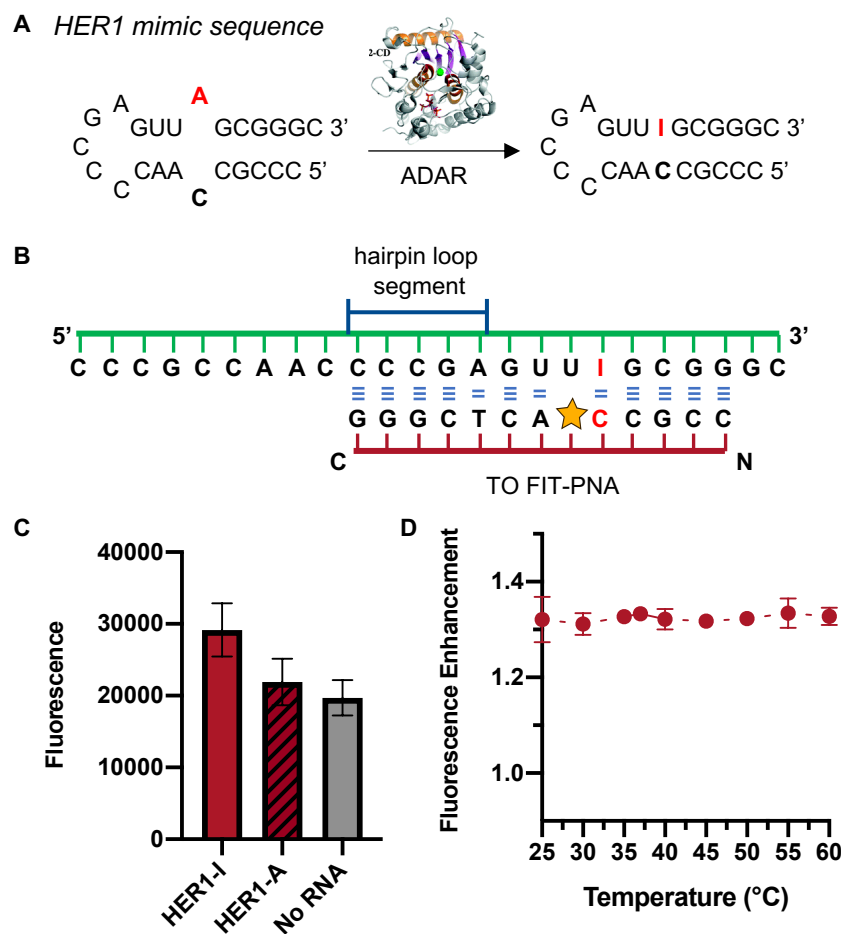 A HER1 mimic sequence
2-CD
A
A
G GUU GCGGGC 3’
C
C CAA CGCCC 5’
C C
C
ADAR
A
G GUU I GCGGGC 3’
C
C CAA C CGCCC 5’
C C
B
hairpin loop
segment
5’ 3’
C C C G C C A A C C C C G A G U U I G C G G G C
G G G C T C A C C G C C
C N
TO FIT-PNA
C
Fluorescence
40000
30000
20000
10000
0
HER1-I HER1-A No RNA
D
Fluorescence Enhancement
1.4
1.2
1.0
25 30 35 40 45 50 55 60
Temperature (°C)